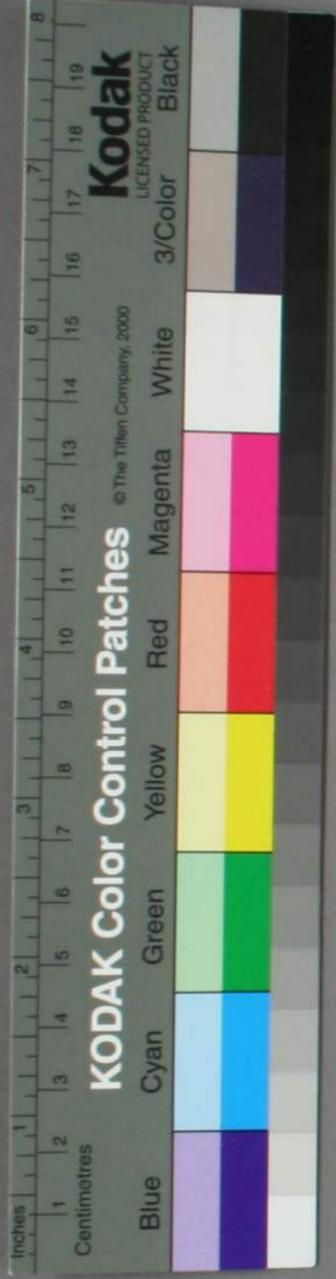 Inches 1 2 3 4 5 6 7 8
Centimetres 1 2 3 4 5 6 7 8 9 10 11 12 13 14 15 16 17 18 19
KODAK Color Control Patches © The Tiffen Company, 2000
Kodak
LICENSED PRODUCT
Blue Cyan Green Yellow Red Magenta White 3/Color Black